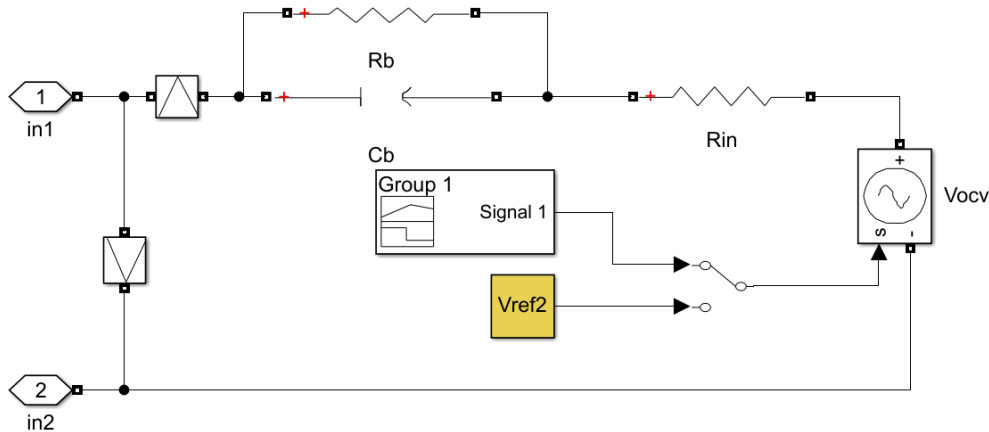 Rb
1
in1
Rin
Cb
Group 1
Signal 1
+
S
-
Vocv
Vref2
2
in2